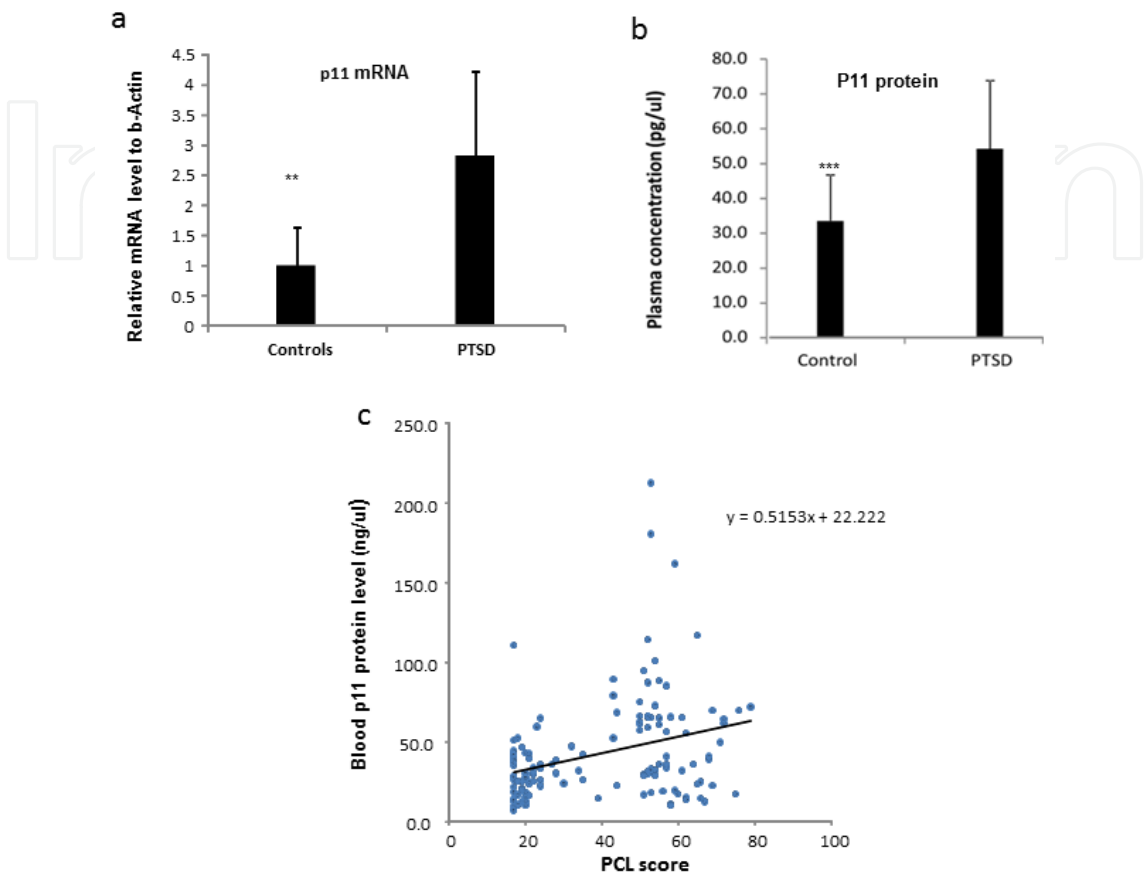 a
p11 mRNA
Relative mRNA level to b-Actin
4.5
4
3.5
3
2.5
2
1.5
1
0.5
0
**
Controls
PTSD
b
P11 protein
Plasma concentration (pg/ul)
80.0
70.0
60.0
50.0
40.0
30.0
20.0
10.0
0.0
***
Control
PTSD
c
Blood p11 protein level (ng/ul)
250.0
200.0
150.0
100.0
50.0
0.0
y = 0.5153x + 22.222
0
20
40
60
80
100
PCL score